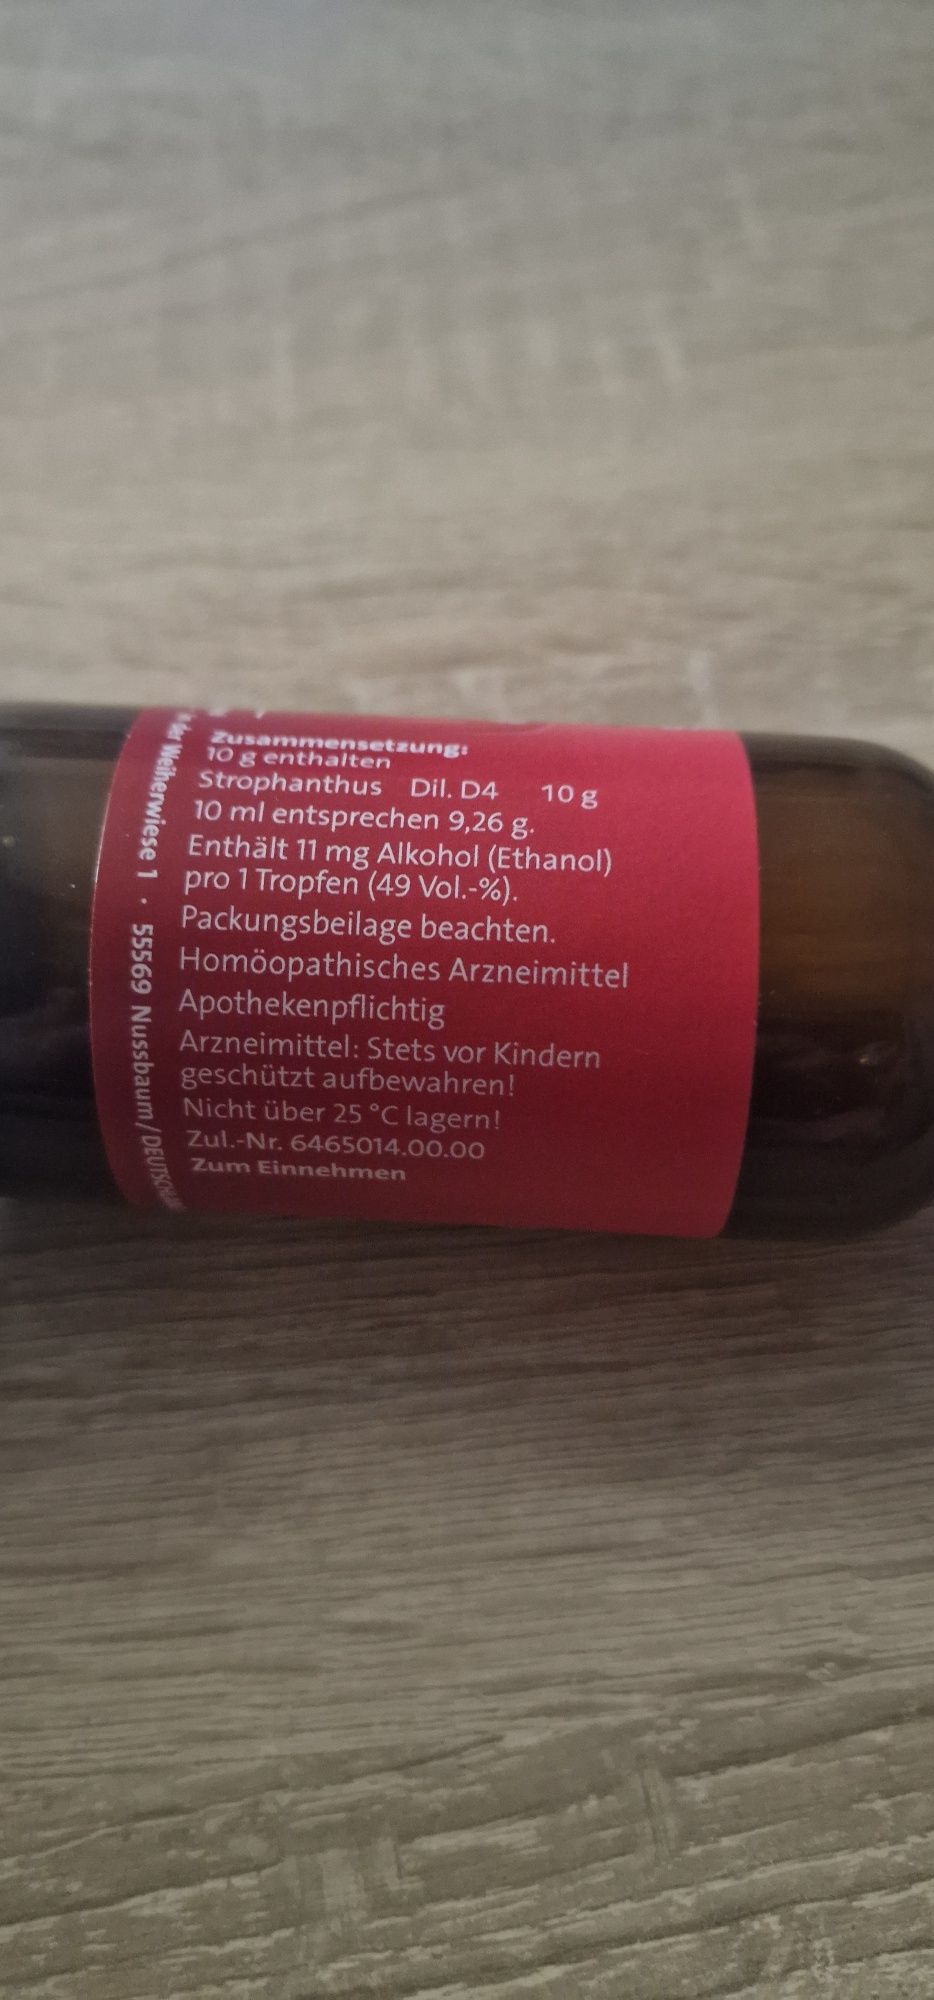 Zusammensetzung:
10 g enthalten
Strophanthus Dil. D4 10 g
10 ml entsprechen 9,26 g.
Enthält 11 mg Alkohol (Ethanol)
pro 1 Tropfen (49 Vol.-%).
Packungsbeilage beachten.
Homöopathisches Arzneimittel
Apothekenpflichtig
Arzneimittel: Stets vor Kindern
geschützt aufbewahren!
Nicht über 25 °C lagern!
Zul.-Nr. 6465014.00.00
Zum Einnehmen
der Weiherwiese 1 · 55569 Nussbaum/